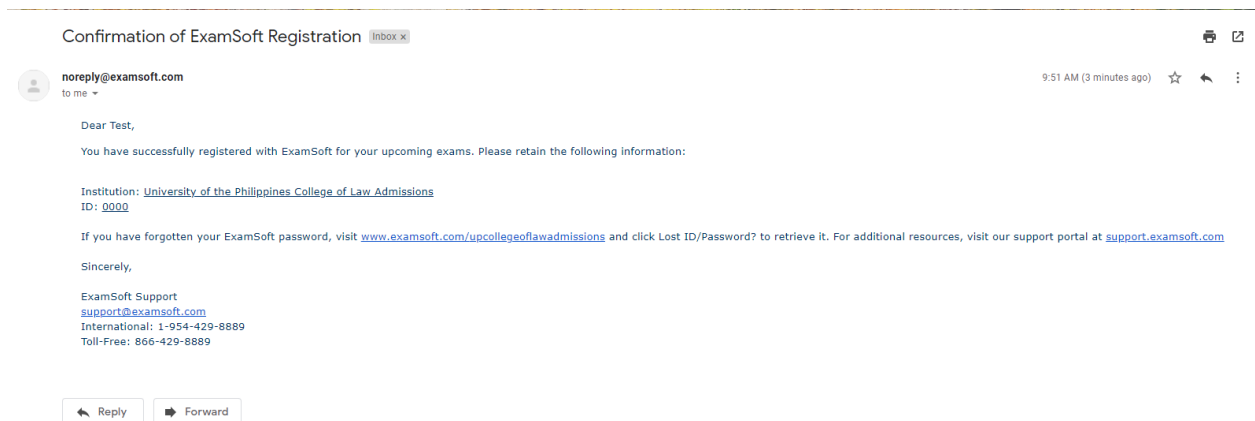 Confirmation of ExamSoft Registration Inbox x
noreply@examsoft.com 9:51 AM (3 minutes ago)
to me
Dear Test,
You have successfully registered with ExamSoft for your upcoming exams. Please retain the following information:
Institution: University of the Philippines College of Law Admissions
ID: 0000
If you have forgotten your ExamSoft password, visit www.examsoft.com/upcollegeoflawadmissions and click Lost ID/Password? to retrieve it. For additional resources, visit our support portal at support.examsoft.com
Sincerely,
ExamSoft Support
support@examsoft.com
International: 1-954-429-8889
Toll-Free: 866-429-8889
Reply Forward